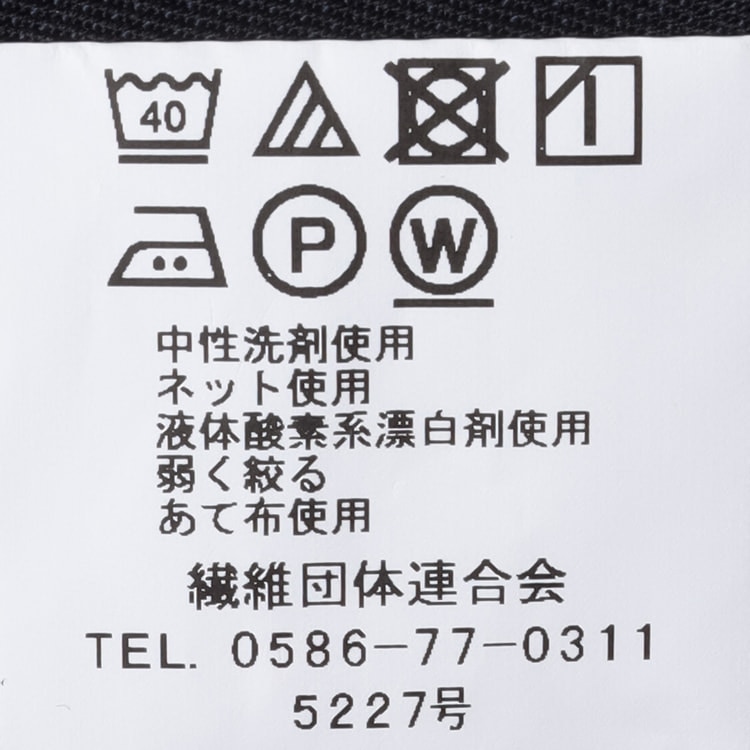 40
P W
中性洗剤使用
ネット使用
液体酸素系漂白剤使用
弱く絞る
あて布使用
繊維団体連合会
TEL. 0586-77-0311
5227号